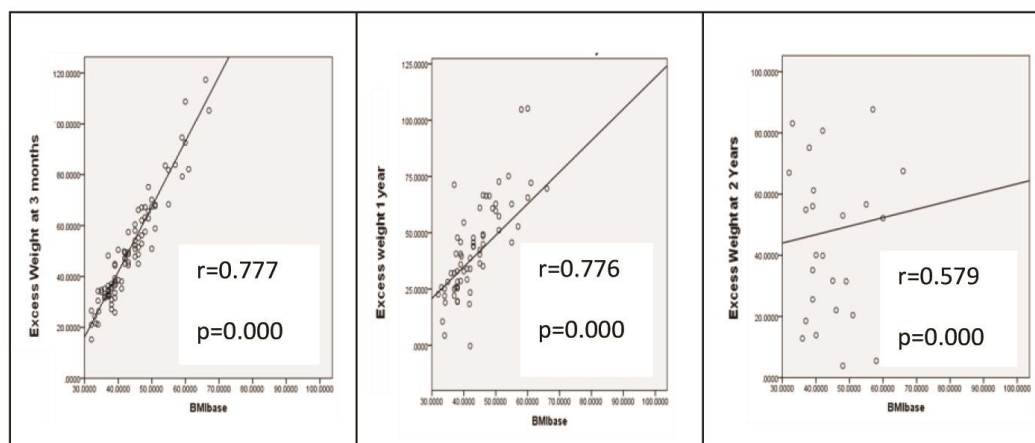 Excess Weight at 3 months
120.0000
100.0000
80.0000
60.0000
40.0000
20.0000
.0000
30.0000 40.0000 50.0000 60.0000 70.0000 80.0000 90.0000 100.0000
BMIbase
r=0.777
p=0.000
Excess weight 1 year
125.0000
100.0000
75.0000
50.0000
25.0000
.0000
30.0000 40.0000 50.0000 60.0000 70.0000 80.0000 90.0000 100.0000
BMIbase
r=0.776
p=0.000
Excess Weight at 2 Years
100.0000
80.0000
60.0000
40.0000
20.0000
.0000
30.0000 40.0000 50.0000 60.0000 70.0000 80.0000 90.0000 100.0000
BMIbase
r=0.579
p=0.000